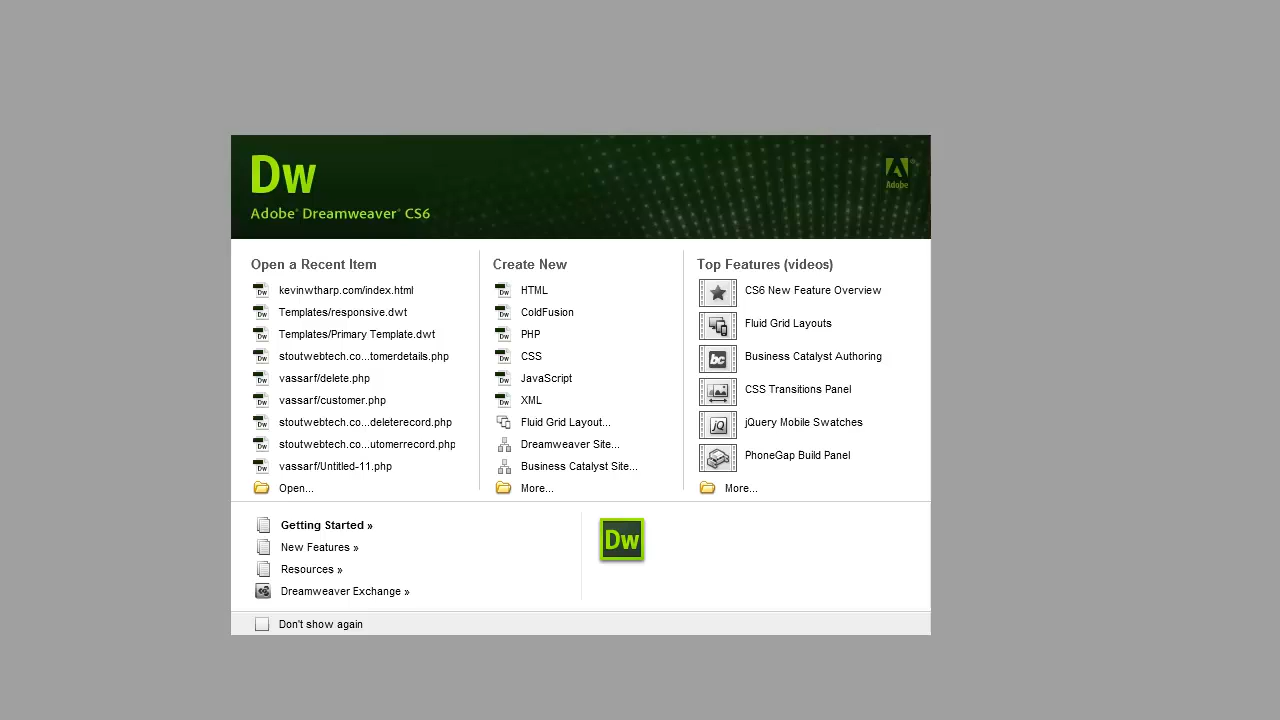 Dw
Adobe® Dreamweaver® CS6
Adobe®
Open a Recent Item
kevinwtharp.com/index.html
Templates/responsive.dwt
Templates/Primary Template.dwt
stoutwebtech.co...tomerdetails.php
vassarf/delete.php
vassarf/customer.php
stoutwebtech.co...deleterecord.php
stoutwebtech.co...utomerrecord.php
vassarf/Untitled-11.php
Open...
Create New
HTML
ColdFusion
PHP
CSS
JavaScript
XML
Fluid Grid Layout...
Dreamweaver Site...
Business Catalyst Site...
More...
Top Features (videos)
CS6 New Feature Overview
Fluid Grid Layouts
bc Business Catalyst Authoring
CSS Transitions Panel
jQ jQuery Mobile Swatches
PhoneGap Build Panel
More...
Getting Started »
New Features »
Resources »
Dreamweaver Exchange »
Dw
Don't show again